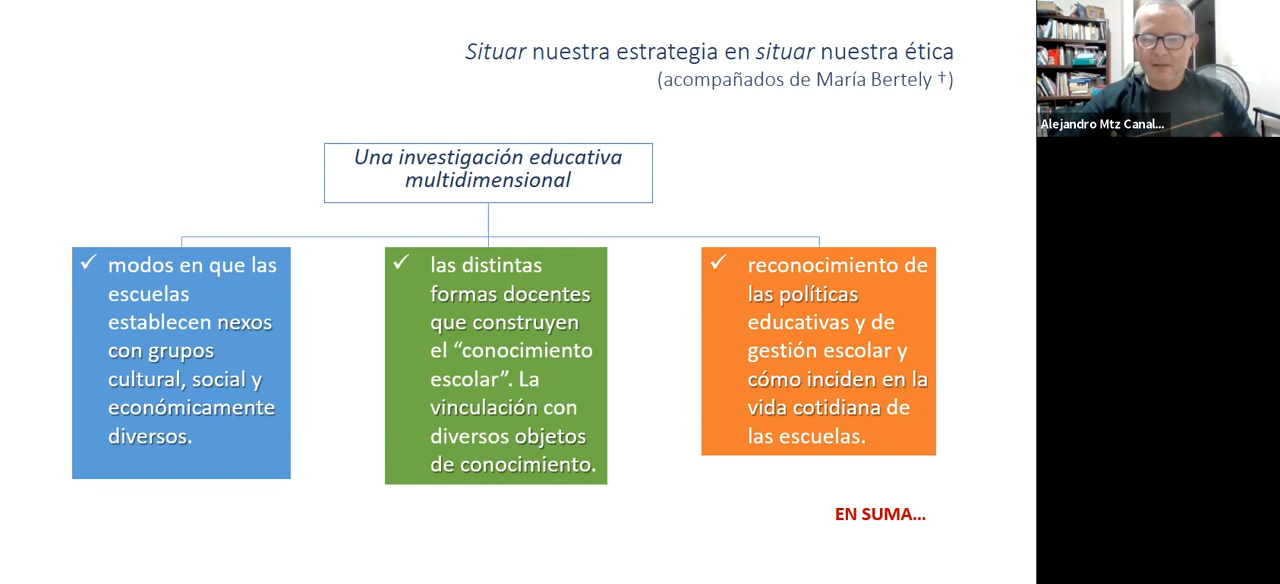 Situar nuestra estrategia en situar nuestra ética
(acompañados de María Bertely †)
Una investigación educativa
multidimensional
✓ modos en que las
escuelas
establecen nexos
con grupos
cultural, social y
económicamente
diversos.
✓ las distintas
formas docentes
que construyen
el “conocimiento
escolar”. La
vinculación con
diversos objetos
de conocimiento.
✓ reconocimiento de
las políticas
educativas y de
gestión escolar y
cómo inciden en la
vida cotidiana de
las escuelas.
EN SUMA...
Alejandro Mtz Canal...